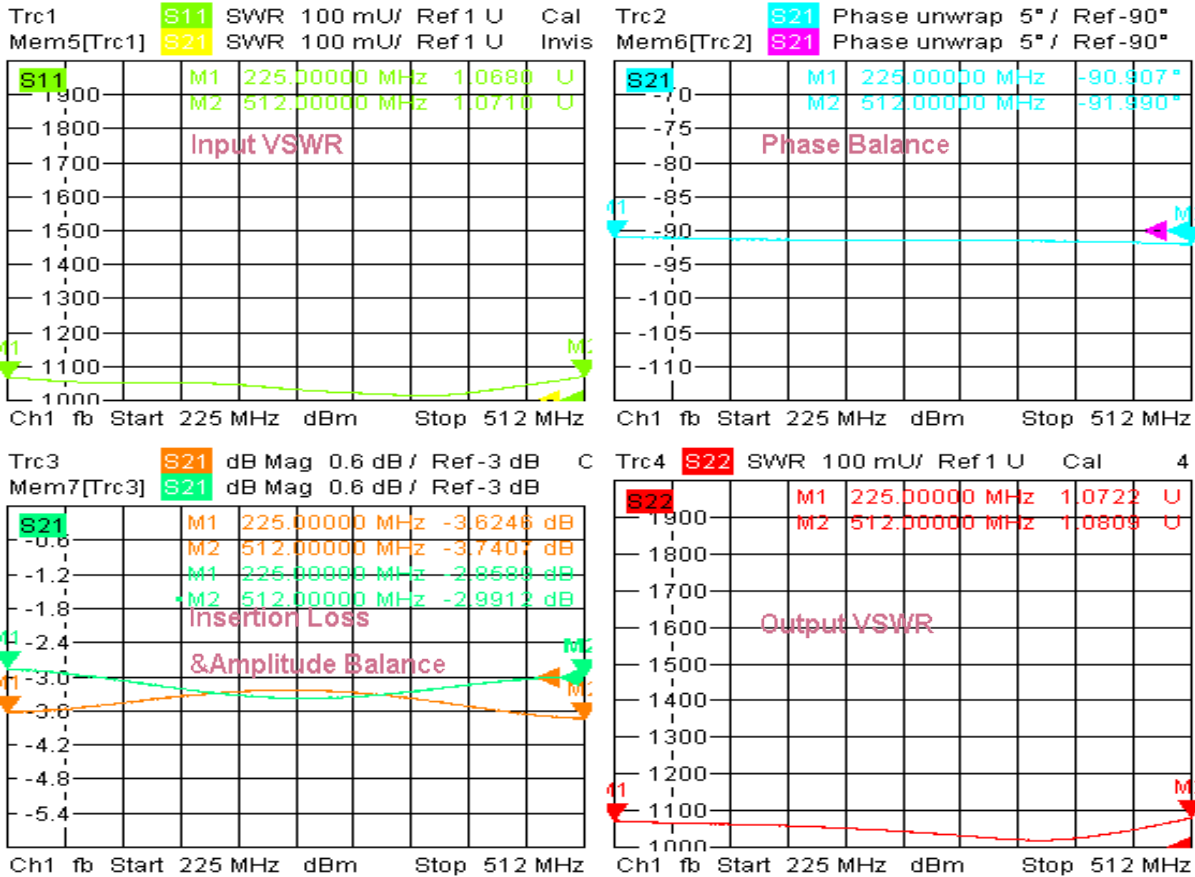 Trc1 S11 SWR 100 mU/ Ref 1 U Cal
Mem5[Trc1] S21 SWR 100 mU/ Ref 1 U Invis
S11
M1 225.00000 MHz 1.0680 U
M2 512.00000 MHz 1.0710 U
Input VSWR
1900
1800
1700
1600
1500
1400
1300
1200
1100
1000
M2
Ch1 fb Start 225 MHz dBm Stop 512 MHz
Trc2 S21 Phase unwrap 5°/ Ref -90°
Mem6[Trc2] S21 Phase unwrap 5°/ Ref -90°
S21
M1 225.00000 MHz -90.907°
M2 512.00000 MHz -91.990°
Phase Balance
-70
-75
-80
-85
-90
-95
-100
-105
-110
Ch1 fb Start 225 MHz dBm Stop 512 MHz
Trc3 S21 dB Mag 0.6 dB/ Ref -3 dB C
Mem7[Trc3] S21 dB Mag 0.6 dB/ Ref -3 dB
S21
M1 225.00000 MHz -3.6246 dB
M2 512.00000 MHz -3.7407 dB
M1 225.00000 MHz -2.8589 dB
•M2 512.00000 MHz -2.9912 dB
Insertion Loss
&Amplitude Balance
-0.6
-1.2
-1.8
-2.4
-3.0
-3.6
-4.2
-4.8
-5.4
Ch1 fb Start 225 MHz dBm Stop 512 MHz
Trc4 S22 SWR 100 mU/ Ref 1 U Cal 4
S22
M1 225.00000 MHz 1.0722 U
M2 512.00000 MHz 1.0809 U
Output VSWR
1900
1800
1700
1600
1500
1400
1300
1200
1100
1000
Ch1 fb Start 225 MHz dBm Stop 512 MHz